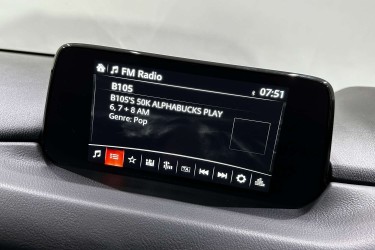 FM Radio
07:51
B105
B105'S 50K ALPHABUCKS PLAY
6, 7 + 8 AM
Genre: Pop